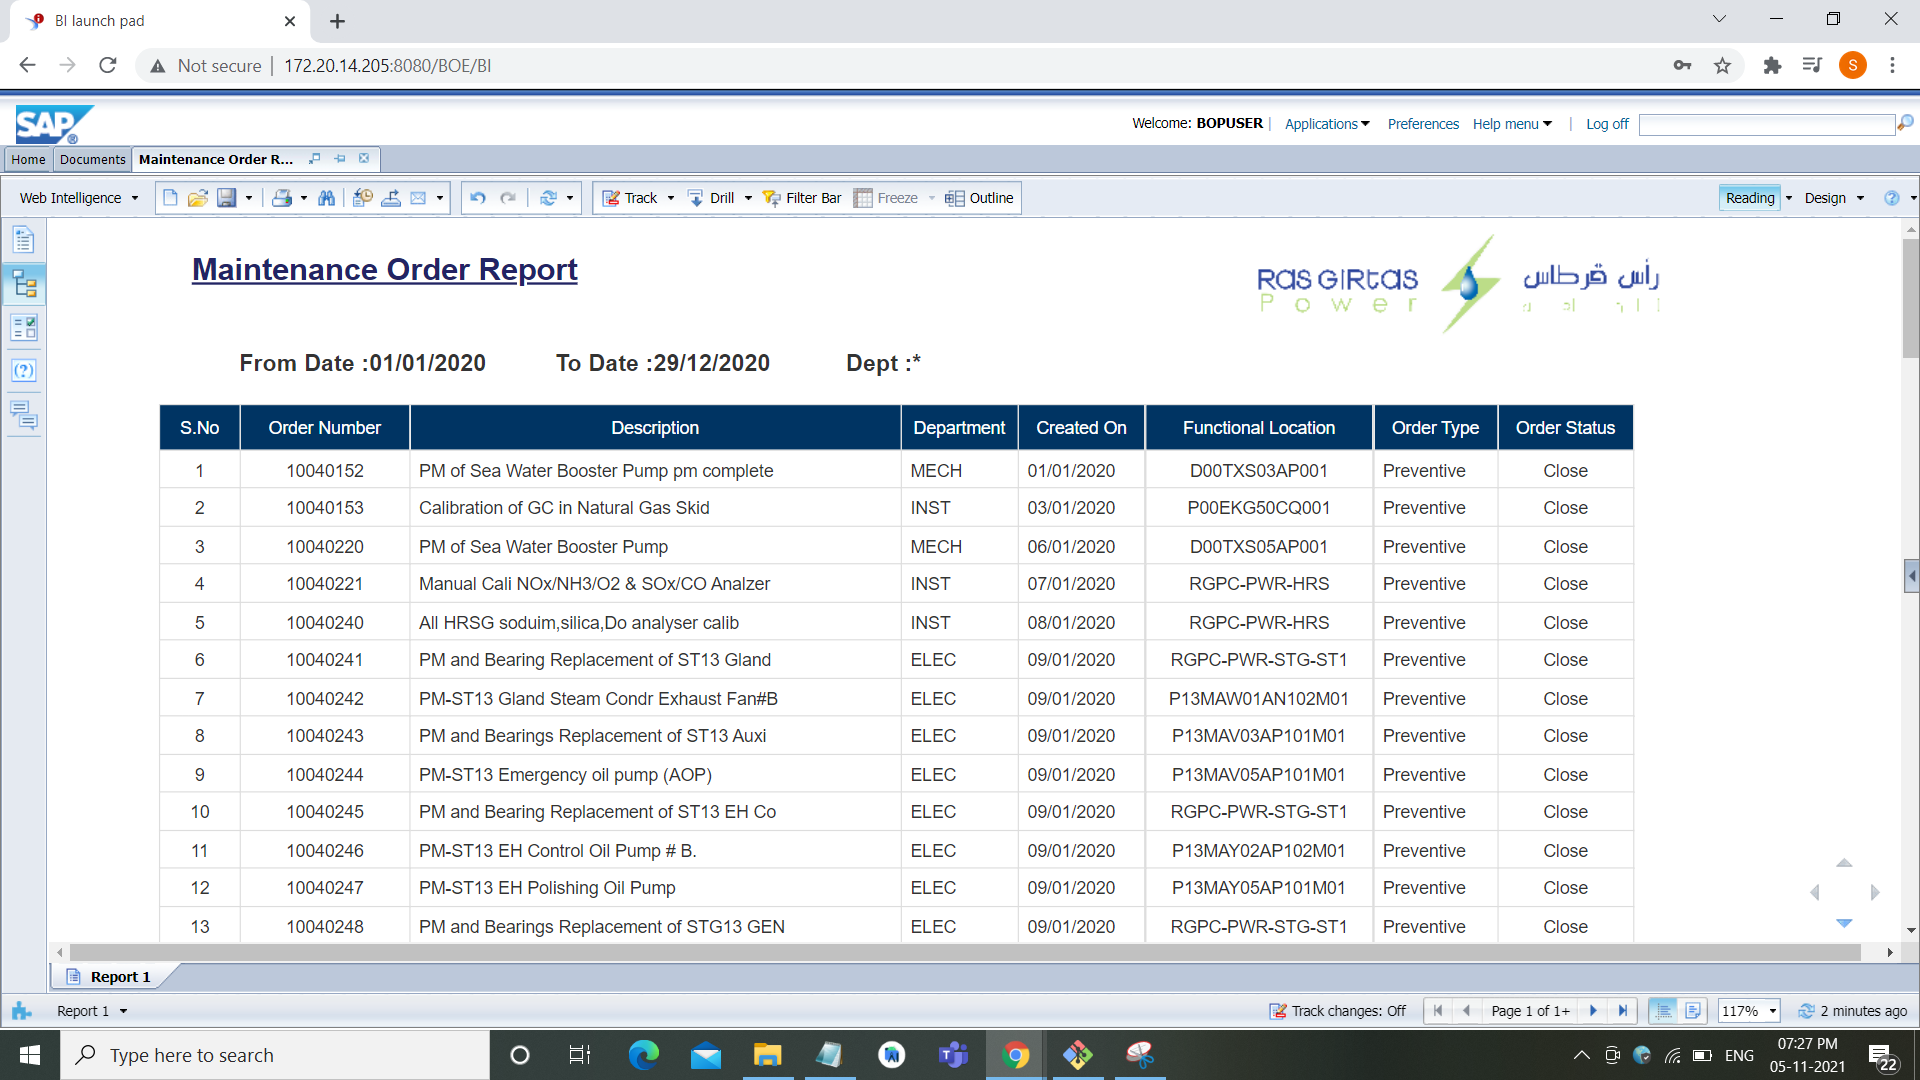 BI launch pad
Not secure | 172.20.14.205:8080/BOE/BI
S
SAP
Welcome: BOPUSER | Applications Preferences Help menu | Log off
Home Documents Maintenance Order R...
Web Intelligence Track Drill Filter Bar Freeze Outline Reading Design
Maintenance Order Report
RAS GIRTAS رأس قرطاس
Power
From Date :01/01/2020 To Date :29/12/2020 Dept :*
S.No Order Number Description Department Created On Functional Location Order Type Order Status
1 10040152 PM of Sea Water Booster Pump pm complete MECH 01/01/2020 D00TXS03AP001 Preventive Close
2 10040153 Calibration of GC in Natural Gas Skid INST 03/01/2020 P00EKG50CQ001 Preventive Close
3 10040220 PM of Sea Water Booster Pump MECH 06/01/2020 D00TXS05AP001 Preventive Close
4 10040221 Manual Cali NOx/NH3/O2 & SOx/CO Analzer INST 07/01/2020 RGPC-PWR-HRS Preventive Close
5 10040240 All HRSG soduim,silica,Do analyser calib INST 08/01/2020 RGPC-PWR-HRS Preventive Close
6 10040241 PM and Bearing Replacement of ST13 Gland ELEC 09/01/2020 RGPC-PWR-STG-ST1 Preventive Close
7 10040242 PM-ST13 Gland Steam Condr Exhaust Fan#B ELEC 09/01/2020 P13MAW01AN102M01 Preventive Close
8 10040243 PM and Bearings Replacement of ST13 Auxi ELEC 09/01/2020 P13MAV03AP101M01 Preventive Close
9 10040244 PM-ST13 Emergency oil pump (AOP) ELEC 09/01/2020 P13MAV05AP101M01 Preventive Close
10 10040245 PM and Bearing Replacement of ST13 EH Co ELEC 09/01/2020 RGPC-PWR-STG-ST1 Preventive Close
11 10040246 PM-ST13 EH Control Oil Pump # B. ELEC 09/01/2020 P13MAY02AP102M01 Preventive Close
12 10040247 PM-ST13 EH Polishing Oil Pump ELEC 09/01/2020 P13MAY05AP101M01 Preventive Close
13 10040248 PM and Bearings Replacement of STG13 GEN ELEC 09/01/2020 RGPC-PWR-STG-ST1 Preventive Close
Report 1
Report 1 Track changes: Off Page 1 of 1+ 117% 2 minutes ago
Type here to search ENG 07:27 PM
05-11-2021 22